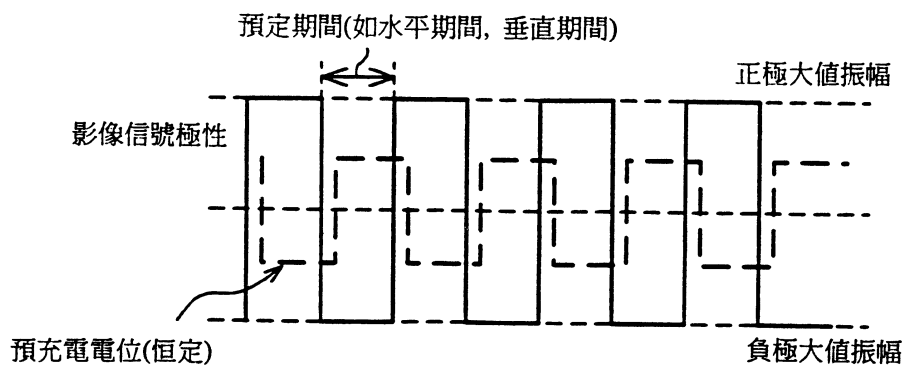 預定期間(如水平期間, 垂直期間)
正極大值振幅
影像信號極性
預充電電位(恒定)
負極大值振幅